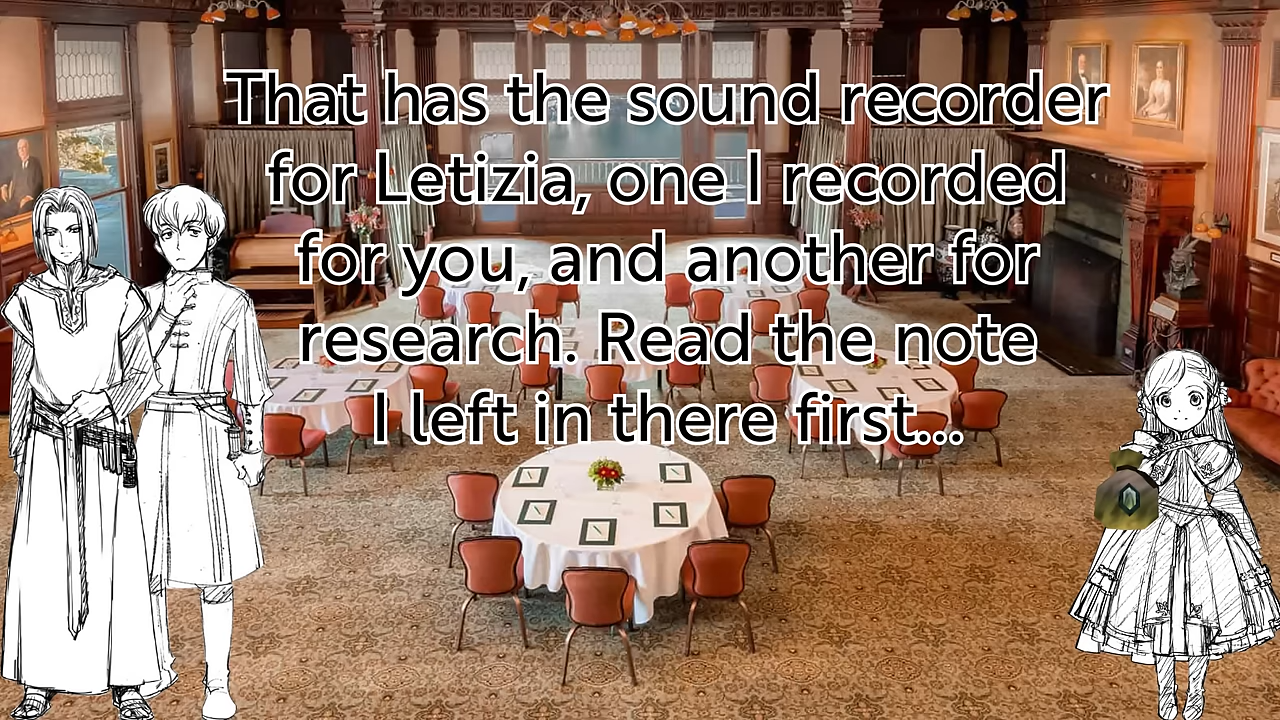 That has the sound recorder
for Letizia, one I recorded
for you, and another for
research. Read the note
I left in there first...